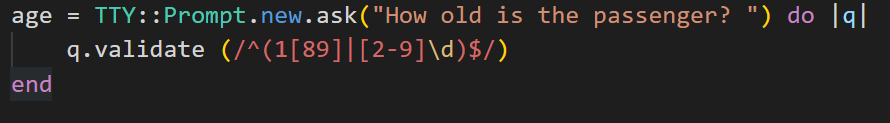 age = TTY::Prompt.new.ask("How old is the passenger? ") do |q|
    q.validate (/^(1[89]|[2-9]\d)$/)
end